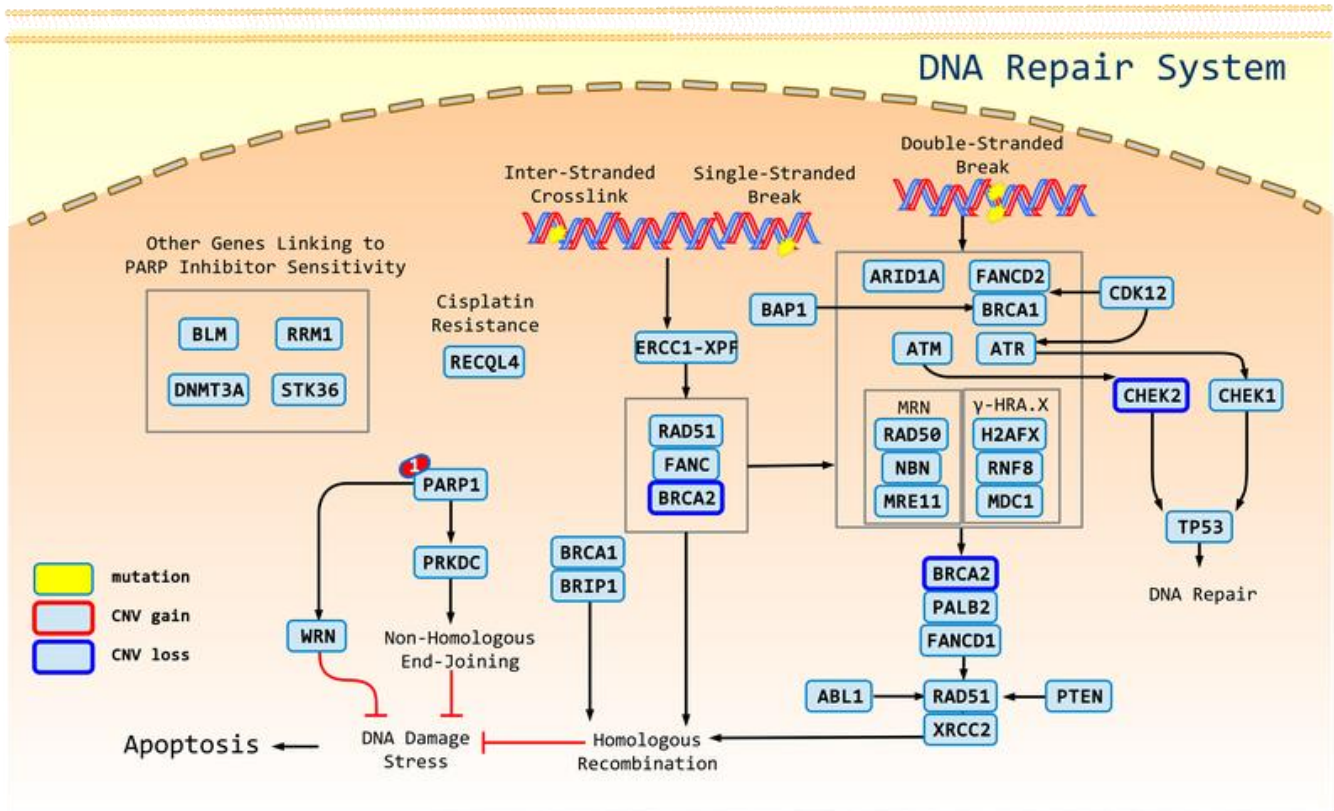 DNA Repair System
Double-Stranded
Break
Inter-Stranded
Crosslink
Single-Stranded
Break
Other Genes Linking to
PARP Inhibitor Sensitivity
BLM
RRM1
DNMT3A
STK36
Cisplatin
Resistance
RECQL4
ERCC1-XPF
BAP1
ARID1A
FANCD2
BRCA1
CDK12
ATM
ATR
CHEK2
CHEK1
MRN
RAD50
NBN
MRE11
γ-HRA.X
H2AFX
RNF8
MDC1
RAD51
FANC
BRCA2
1
PARP1
PRKDC
WRN
Non-Homologous
End-Joining
BRCA1
BRIP1
BRCA2
PALB2
FANCD1
TP53
DNA Repair
mutation
CNV gain
CNV loss
ABL1
RAD51
XRCC2
PTEN
Apoptosis
DNA Damage
Stress
Homologous
Recombination